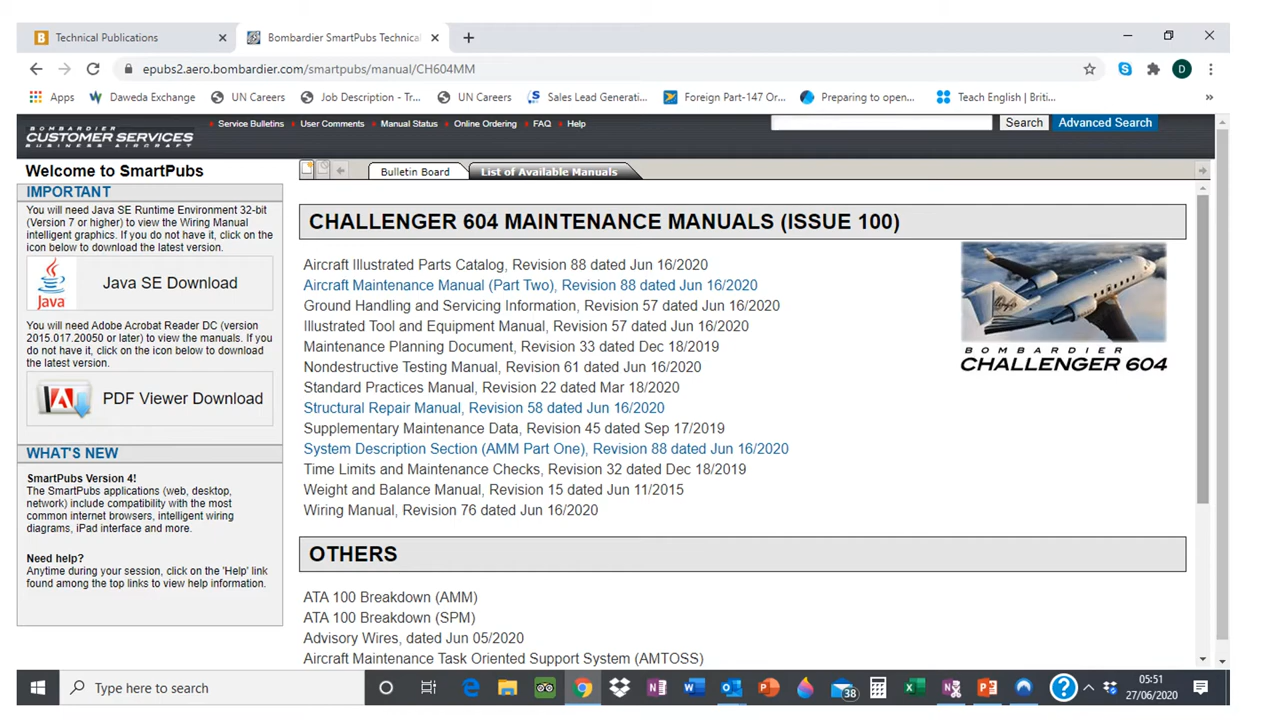 Technical Publications
Bombardier SmartPubs Technical
epubs2.aero.bombardier.com/smartpubs/manual/CH604MM
D
Apps
Daweda Exchange
UN Careers
Job Description - Tr...
UN Careers
Sales Lead Generati...
Foreign Part-147 Or...
Preparing to open...
Teach English | Briti...
BOMBARDIER
CUSTOMER SERVICES
BUSINESS AIRCRAFT
Service Bulletins
User Comments
Manual Status
Online Ordering
FAQ
Help
Search
Advanced Search
Welcome to SmartPubs
IMPORTANT
You will need Java SE Runtime Environment 32-bit
(Version 7 or higher) to view the Wiring Manual
intelligent graphics. If you do not have it, click on the
icon below to download the latest version.
Java
Java SE Download
You will need Adobe Acrobat Reader DC (version
2015.017.20050 or later) to view the manuals. If you
do not have it, click on the icon below to download
the latest version.
PDF Viewer Download
WHAT'S NEW
SmartPubs Version 4!
The SmartPubs applications (web, desktop,
network) include compatibility with the most
common internet browsers, intelligent wiring
diagrams, iPad interface and more.
Need help?
Anytime during your session, click on the 'Help' link
found among the top links to view help information.
Bulletin Board
List of Available Manuals
CHALLENGER 604 MAINTENANCE MANUALS (ISSUE 100)
Aircraft Illustrated Parts Catalog, Revision 88 dated Jun 16/2020
Aircraft Maintenance Manual (Part Two), Revision 88 dated Jun 16/2020
Ground Handling and Servicing Information, Revision 57 dated Jun 16/2020
Illustrated Tool and Equipment Manual, Revision 57 dated Jun 16/2020
Maintenance Planning Document, Revision 33 dated Dec 18/2019
Nondestructive Testing Manual, Revision 61 dated Jun 16/2020
Standard Practices Manual, Revision 22 dated Mar 18/2020
Structural Repair Manual, Revision 58 dated Jun 16/2020
Supplementary Maintenance Data, Revision 45 dated Sep 17/2019
System Description Section (AMM Part One), Revision 88 dated Jun 16/2020
Time Limits and Maintenance Checks, Revision 32 dated Dec 18/2019
Weight and Balance Manual, Revision 15 dated Jun 11/2015
Wiring Manual, Revision 76 dated Jun 16/2020
BOMBARDIER
CHALLENGER 604
OTHERS
ATA 100 Breakdown (AMM)
ATA 100 Breakdown (SPM)
Advisory Wires, dated Jun 05/2020
Aircraft Maintenance Task Oriented Support System (AMTOSS)
Type here to search
38
05:51
27/06/2020